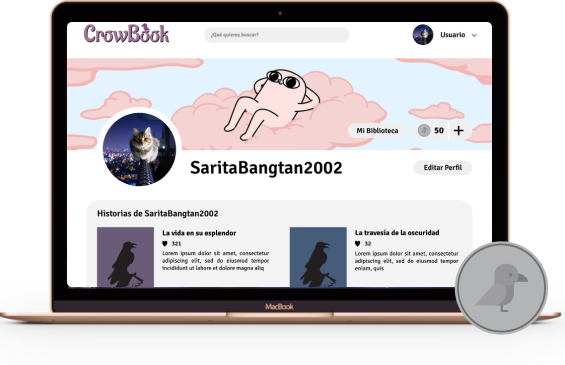 CrowBook
¿Qué quieres buscar?
Usuario
Mi Biblioteca
50
SaritaBangtan2002
Editar Perfil
Historias de SaritaBangtan2002
La vida en su esplendor
321
Lorem ipsum dolor sit amet, consectetur
adipiscing elit, sed do eiusmod tempor
incididunt ut labore et dolore magna aliq
La travesía de la oscuridad
32
Lorem ipsum dolor sit amet, consectetur
adipiscing elit, sed do eiusmod tempor
eniam, quis
MacBook